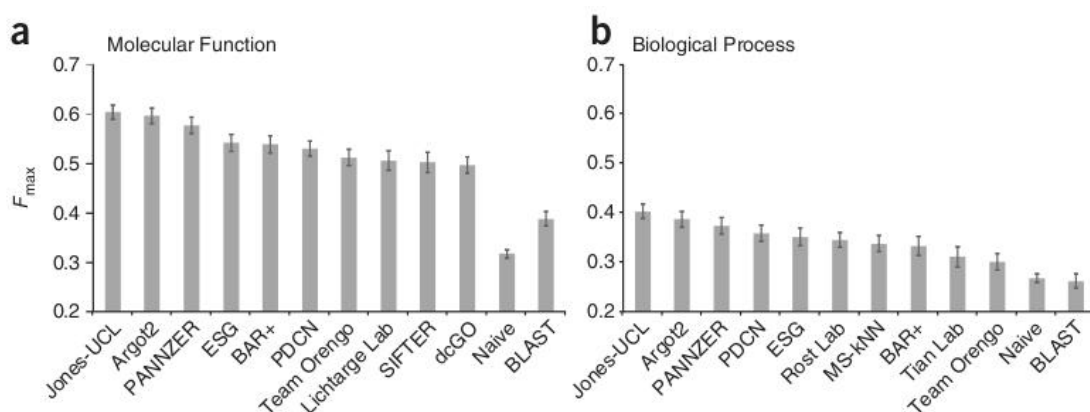 a
Molecular Function
0.7
0.6
0.5
0.4
0.3
0.2
Fmax
Jones-UCL
Argot2
PANNZER
ESG
BAR+
PDCN
Team Orengo
Lichtarge Lab
SIFTER
dcGO
Naive
BLAST
b
Biological Process
0.7
0.6
0.5
0.4
0.3
0.2
Jones-UCL
Argot2
PANNZER
PDCN
ESG
Rost Lab
MS-kNN
BAR+
Tian Lab
Team Orengo
Naive
BLAST